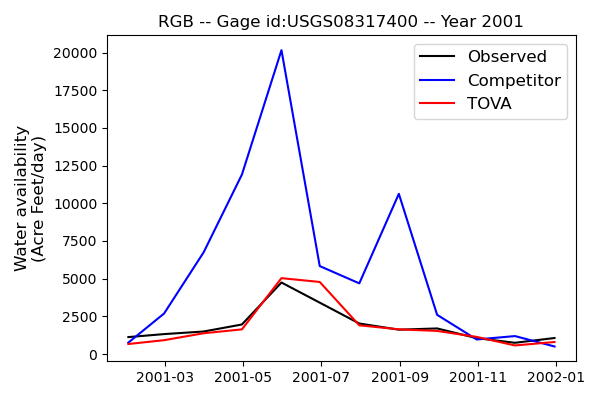 RGB -- Gage id:USGS08317400 -- Year 2001
Observed
Competitor
TOVA
Water availability
(Acre Feet/day)
20000
17500
15000
12500
10000
7500
5000
2500
0
2001-03
2001-05
2001-07
2001-09
2001-11
2002-01